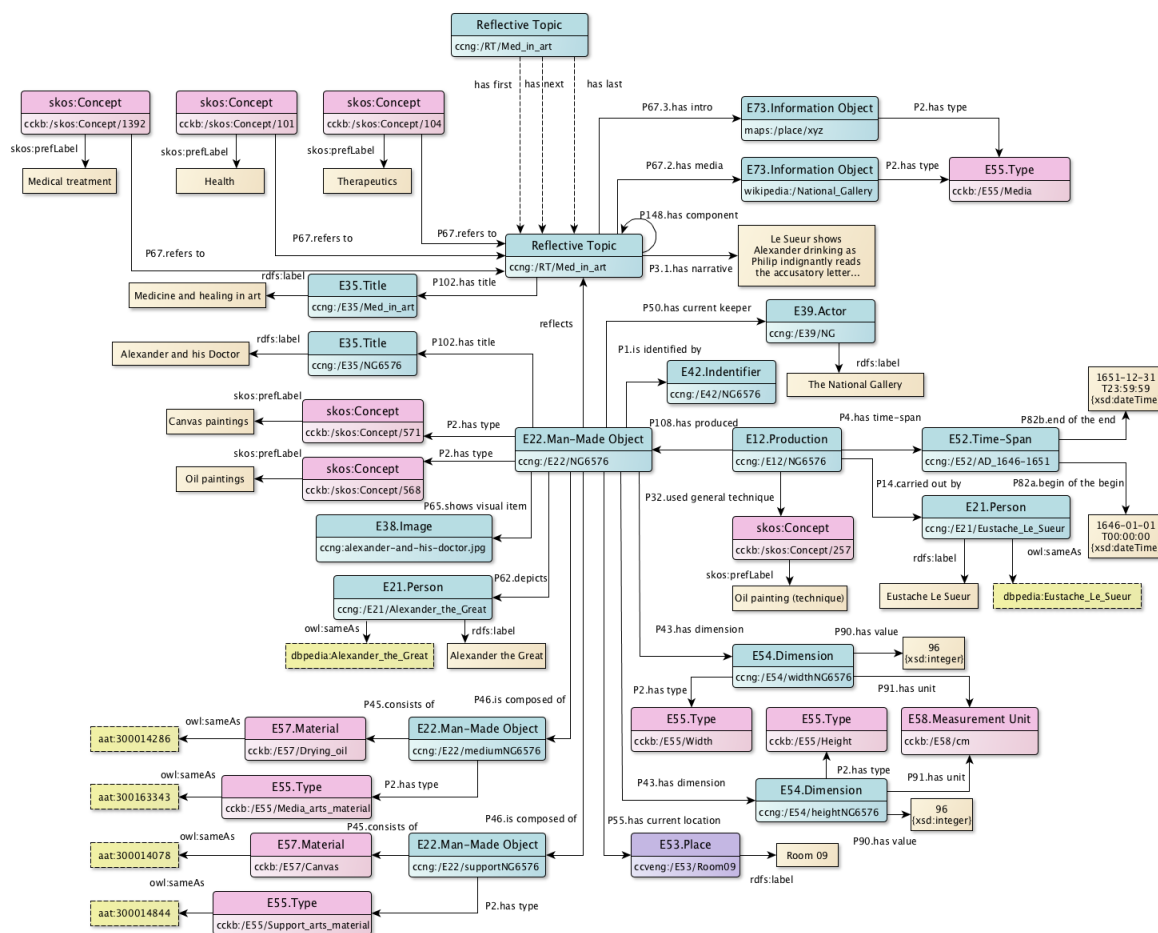 Reflective Topic
ccng:/RT/Med_in_art
has first
has next
has last
skos:Concept
cckb:/skos:Concept/1392
skos:prefLabel
Medical treatment
skos:Concept
cckb:/skos:Concept/101
skos:prefLabel
Health
skos:Concept
cckb:/skos:Concept/104
skos:prefLabel
Therapeutics
P67.3.has intro
E73.Information Object
maps:/place/xyz
P2.has type
P67.2.has media
E73.Information Object
wikipedia:/National_Gallery
P2.has type
E55.Type
cckb:/E55/Media
P67.refers to
P67.refers to
P67.refers to
P148.has component
Reflective Topic
ccng:/RT/Med_in_art
P3.1.has narrative
Le Sueur shows
Alexander drinking as
Philip indignantly reads
the accusatory letter...
Medicine and healing in art
rdfs:label
E35.Title
ccng:/E35/Med_in_art
P102.has title
reflects
Alexander and his Doctor
rdfs:label
E35.Title
ccng:/E35/NG6576
P102.has title
P50.has current keeper
E39.Actor
ccng:/E39/NG
rdfs:label
The National Gallery
P1.is identified by
E42.Indentifier
ccng:/E42/NG6576
Canvas paintings
skos:prefLabel
skos:Concept
cckb:/skos:Concept/571
P2.has type
Oil paintings
skos:prefLabel
skos:Concept
cckb:/skos:Concept/568
P2.has type
E22.Man-Made Object
ccng:/E22/NG6576
P108.has produced
E12.Production
ccng:/E12/NG6576
P4.has time-span
E52.Time-Span
ccng:/E52/AD_1646-1651
P82b.end of the end
1651-12-31
T23:59:59
{xsd:dateTime}
P82a.begin of the begin
1646-01-01
T00:00:00
{xsd:dateTime}
P14.carried out by
E21.Person
ccng:/E21/Eustache_Le_Sueur
rdfs:label
Eustache Le Sueur
owl:sameAs
dbpedia:Eustache_Le_Sueur
P32.used general technique
skos:Concept
cckb:/skos:Concept/257
skos:prefLabel
Oil painting (technique)
P65.shows visual item
E38.Image
ccng:alexander-and-his-doctor.jpg
P62.depicts
E21.Person
ccng:/E21/Alexander_the_Great
owl:sameAs
dbpedia:Alexander_the_Great
rdfs:label
Alexander the Great
P43.has dimension
E54.Dimension
ccng:/E54/widthNG6576
P90.has value
96
{xsd:integer}
P2.has type
E55.Type
cckb:/E55/Width
P91.has unit
E55.Type
cckb:/E55/Height
E58.Measurement Unit
cckb:/E58/cm
P2.has type
P91.has unit
P43.has dimension
E54.Dimension
ccng:/E54/heightNG6576
96
{xsd:integer}
P90.has value
P46.is composed of
E22.Man-Made Object
ccng:/E22/mediumNG6576
P45.consists of
E57.Material
cckb:/E57/Drying_oil
owl:sameAs
aat:300014286
P2.has type
E55.Type
cckb:/E55/Media_arts_material
owl:sameAs
aat:300163343
P46.is composed of
E22.Man-Made Object
ccng:/E22/supportNG6576
P45.consists of
E57.Material
cckb:/E57/Canvas
owl:sameAs
aat:300014078
P2.has type
E55.Type
cckb:/E55/Support_arts_material
owl:sameAs
aat:300014844
P55.has current location
E53.Place
ccveng:/E53/Room09
rdfs:label
Room 09